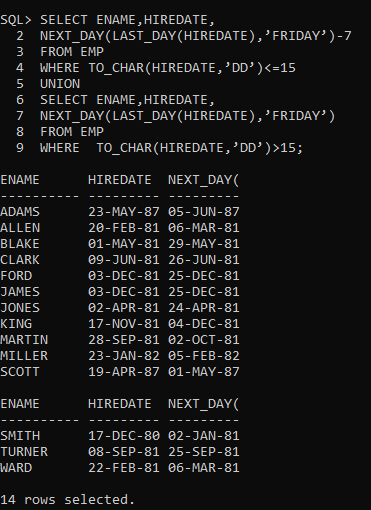 SQL> SELECT ENAME,HIREDATE,
  2  NEXT_DAY(LAST_DAY(HIREDATE),’FRIDAY’)-7
  3  FROM EMP
  4  WHERE TO_CHAR(HIREDATE,’DD’)<=15
  5  UNION
  6  SELECT ENAME,HIREDATE,
  7  NEXT_DAY(LAST_DAY(HIREDATE),’FRIDAY’)
  8  FROM EMP
  9  WHERE  TO_CHAR(HIREDATE,’DD’)>15;
ENAME      HIREDATE  NEXT_DAY(
---------- --------- ---------
ADAMS      23-MAY-87 05-JUN-87
ALLEN      20-FEB-81 06-MAR-81
BLAKE      01-MAY-81 29-MAY-81
CLARK      09-JUN-81 26-JUN-81
FORD       03-DEC-81 25-DEC-81
JAMES      03-DEC-81 25-DEC-81
JONES      02-APR-81 24-APR-81
KING       17-NOV-81 04-DEC-81
MARTIN     28-SEP-81 02-OCT-81
MILLER     23-JAN-82 05-FEB-82
SCOTT      19-APR-87 01-MAY-87
ENAME      HIREDATE  NEXT_DAY(
---------- --------- ---------
SMITH      17-DEC-80 02-JAN-81
TURNER     08-SEP-81 25-SEP-81
WARD       22-FEB-81 06-MAR-81
14 rows selected.